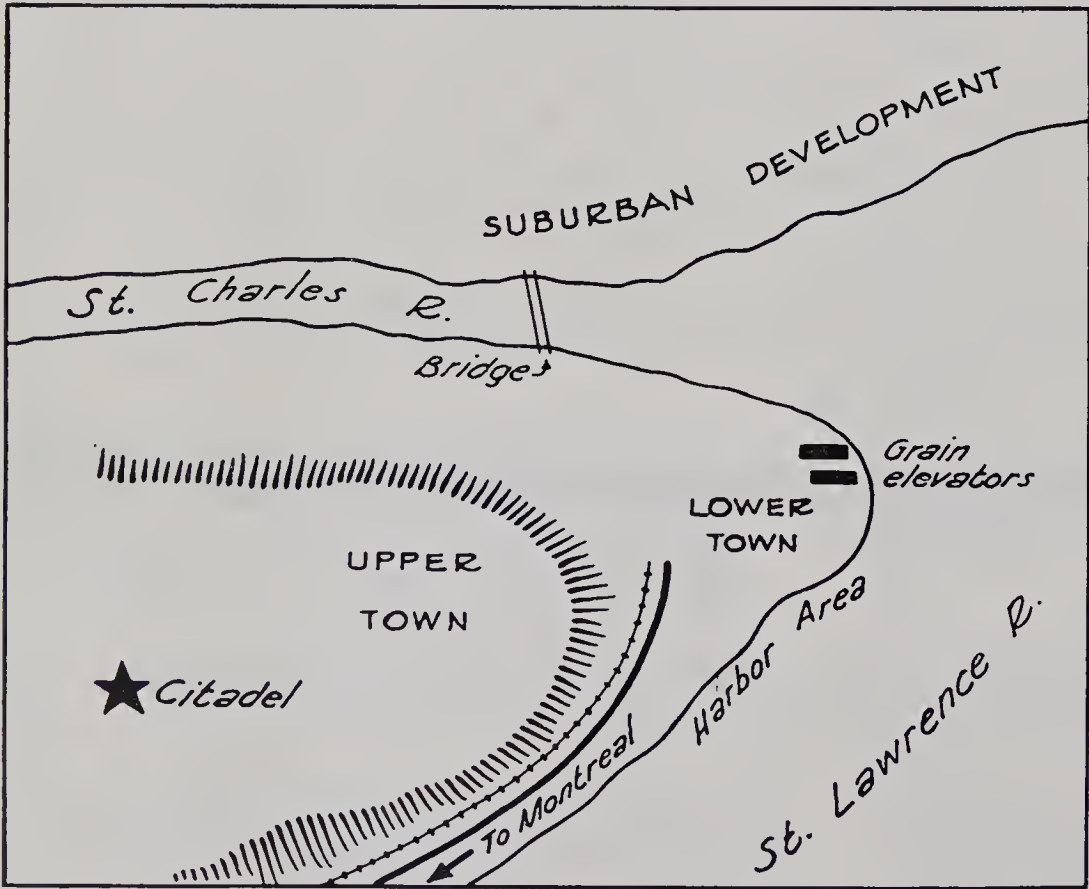 SUBURBAN DEVELOPMENT
St. Charles R.
Bridges
Grain
elevators
LOWER
TOWN
UPPER
TOWN
Harbor Area
Citadel
To Montreal
St. Lawrence R.